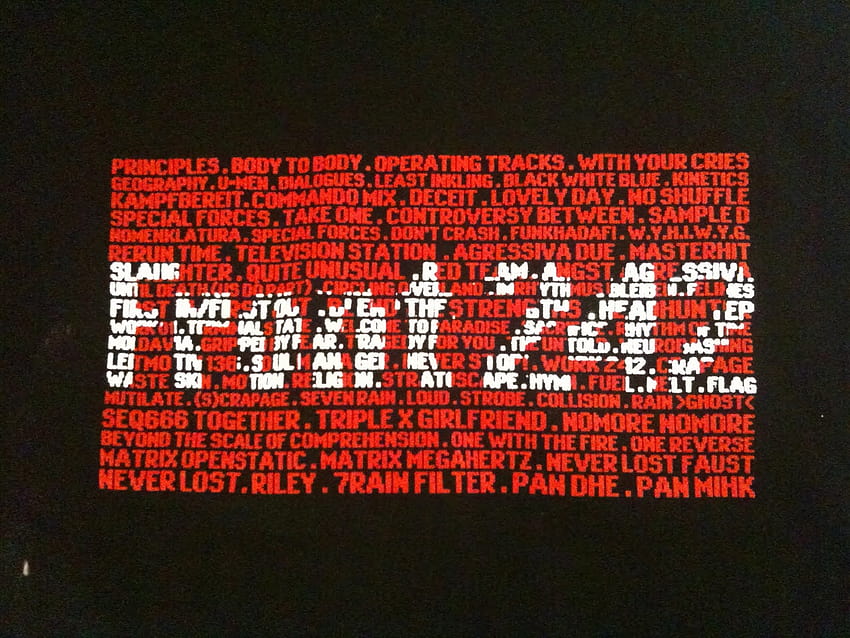 PRINCIPLES . BODY TO BODY . OPERATING TRACKS . WITH YOUR CRIES
GEOGRAPHY . U-MEN . DIALOGUES . LEAST INKLING . BLACK WHITE BLUE . KINETICS
KAMPFBEREIT . COMMANDO MIX . DECEIT . LOVELY DAY . NO SHUFFLE
SPECIAL FORCES . TAKE ONE . CONTROVERSY BETWEEN . SAMPLE D
NOMENKLATURA . SPECIAL FORCES . DON'T CRASH . FUNKHADAFI . W.Y.H.I.W.Y.G.
RERUN TIME . TELEVISION STATION . AGRESSIVA DUE . MASTERHIT
SLAUGHTER . QUITE UNUSUAL . RED TEAM . ANGST . AGRESSIVA
UNTIL DEATH (US DO PART) . CIRCLING OVERLAND . IM RHYTHMUS BLEIBEN . FELINES
FIRST IN/FIRST OUT . STRENGTHS . HEADHUNTER
WORK 01 . TERMINAL STATE . WELCOME TO PARADISE . SACRIFICE . RHYTHM OF TIME
MOLDAVIA . GRIPPED BY FEAR . TRAGEDY FOR YOU . THE UNTOLD . NEUROBASHING
LEITMOTIV 136 . SOUL MANAGER . NEVER STOP! . WORK 242 . CRAPAGE
WASTE SKIN . MOTION . RELIGION . STRATISCAPE . HYMN . FUEL . MELT . FLAG
MUTILATE . (S)CRAPAGE . SEVEN RAIN . LOUD . STROBE . COLLISION . RAIN >GHOST<
SEQ666 TOGETHER . TRIPLE X GIRLFRIEND . NOMORE NOMORE
BEYOND THE SCALE OF COMPREHENSION . ONE WITH THE FIRE . ONE REVERSE
MATRIX OPENSTATIC . MATRIX MEGAHERTZ . NEVER LOST FAUST
NEVER LOST . RILEY . 7RAIN FILTER . PAN DHE . PAN MIHK
Front 242